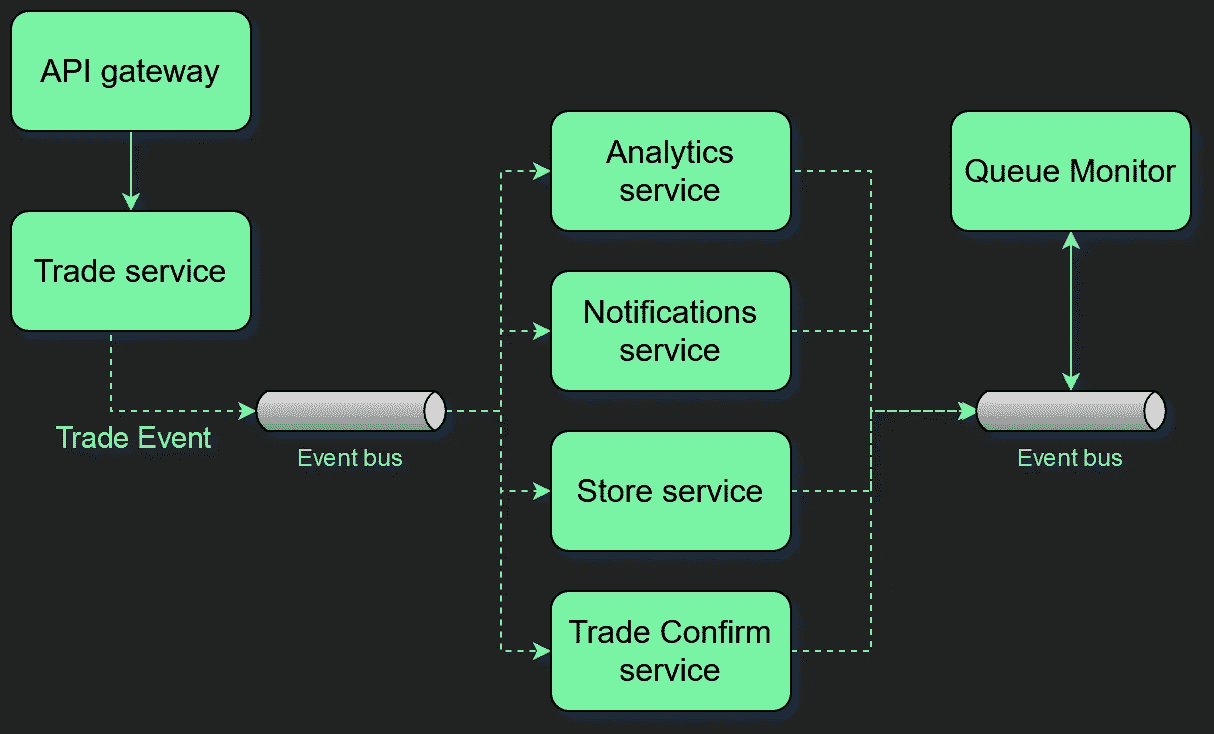 API gateway
Trade service
Trade Event
Event bus
Analytics
service
Notifications
service
Store service
Trade Confirm
service
Queue Monitor
Event bus